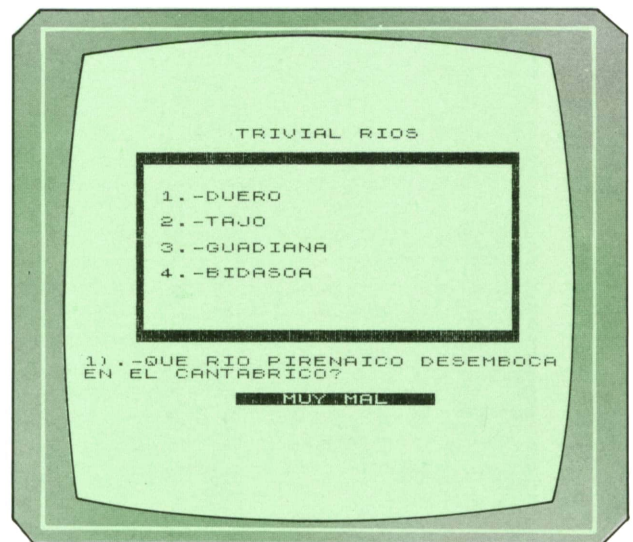 TRIVIAL RIOS
1.-DUERO
2.-TAJO
3.-GUADIANA
4.-BIDASOA
1).-QUE RIO PIRENAICO DESEMBOCA
EN EL CANTABRICO?
MUY MAL